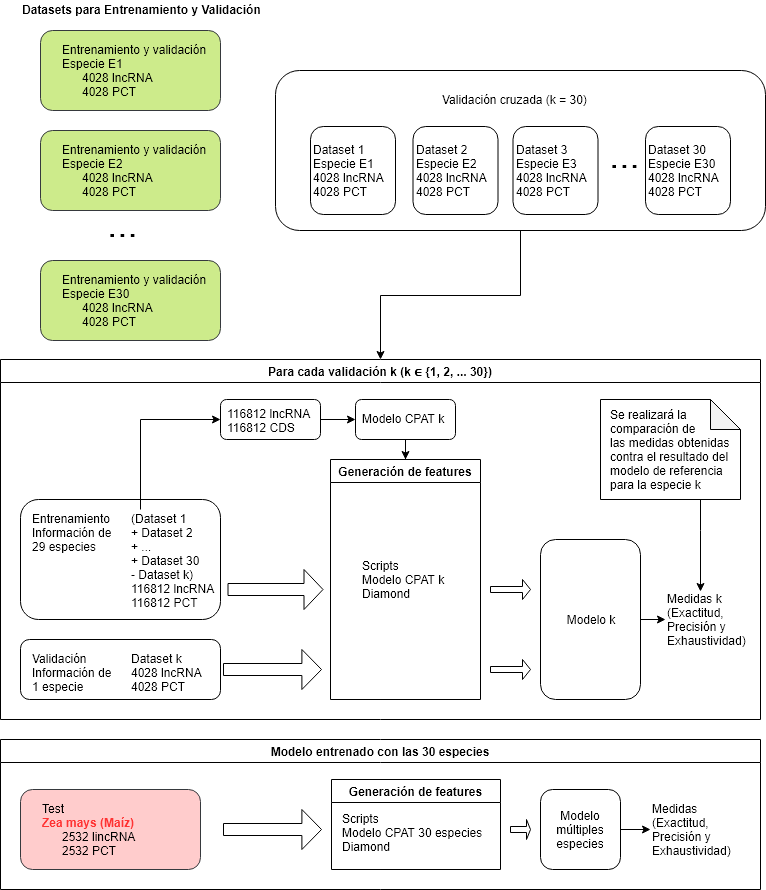 Datasets para Entrenamiento y Validación
Entrenamiento y validación
Especie E1
4028 lncRNA
4028 PCT
Entrenamiento y validación
Especie E2
4028 lncRNA
4028 PCT
...
Entrenamiento y validación
Especie E30
4028 lncRNA
4028 PCT
Validación cruzada (k = 30)
Dataset 1
Especie E1
4028 lncRNA
4028 PCT
Dataset 2
Especie E2
4028 lncRNA
4028 PCT
Dataset 3
Especie E3
4028 lncRNA
4028 PCT
...
Dataset 30
Especie E30
4028 lncRNA
4028 PCT
Para cada validación k (k ∈ {1, 2, ... 30})
116812 lncRNA
116812 CDS
Modelo CPAT k
Se realizará la
comparación de
las medidas obtenidas
contra el resultado del
modelo de referencia
para la especie k
Entrenamiento
Información de
29 especies
(Dataset 1
+ Dataset 2
+ ...
+ Dataset 30
- Dataset k)
116812 lncRNA
116812 PCT
Validación
Información de
1 especie
Dataset k
4028 lncRNA
4028 PCT
Generación de features
Scripts
Modelo CPAT k
Diamond
Modelo k
Medidas k
(Exactitud,
Precisión y
Exhaustividad)
Modelo entrenado con las 30 especies
Test
Zea mays (Maíz)
2532 lincRNA
2532 PCT
Generación de features
Scripts
Modelo CPAT 30 especies
Diamond
Modelo
múltiples
especies
Medidas
(Exactitud,
Precisión y
Exhaustividad)